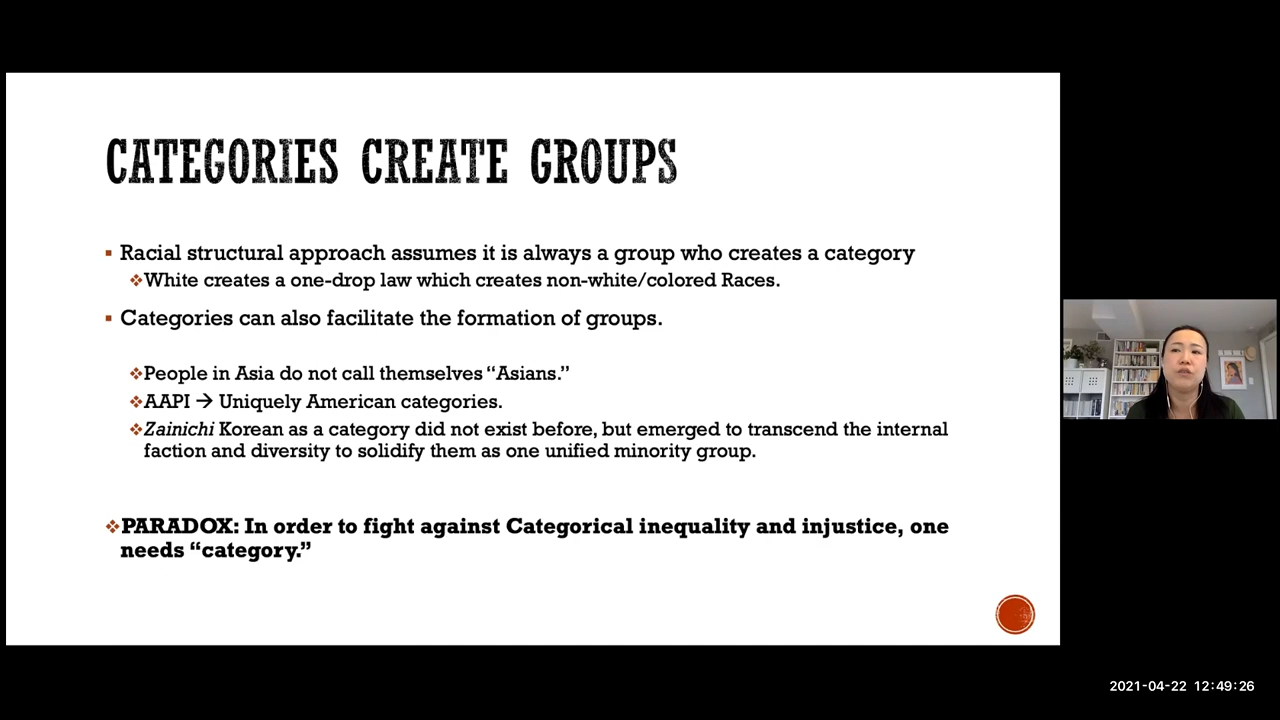 CATEGORIES CREATE GROUPS
▪ Racial structural approach assumes it is always a group who creates a category
❖White creates a one-drop law which creates non-white/colored Races.
▪ Categories can also facilitate the formation of groups.
❖People in Asia do not call themselves “Asians.”
❖AAPI → Uniquely American categories.
❖Zainichi Korean as a category did not exist before, but emerged to transcend the internal
faction and diversity to solidify them as one unified minority group.
❖PARADOX: In order to fight against Categorical inequality and injustice, one
needs “category.”
2021-04-22 12:49:26